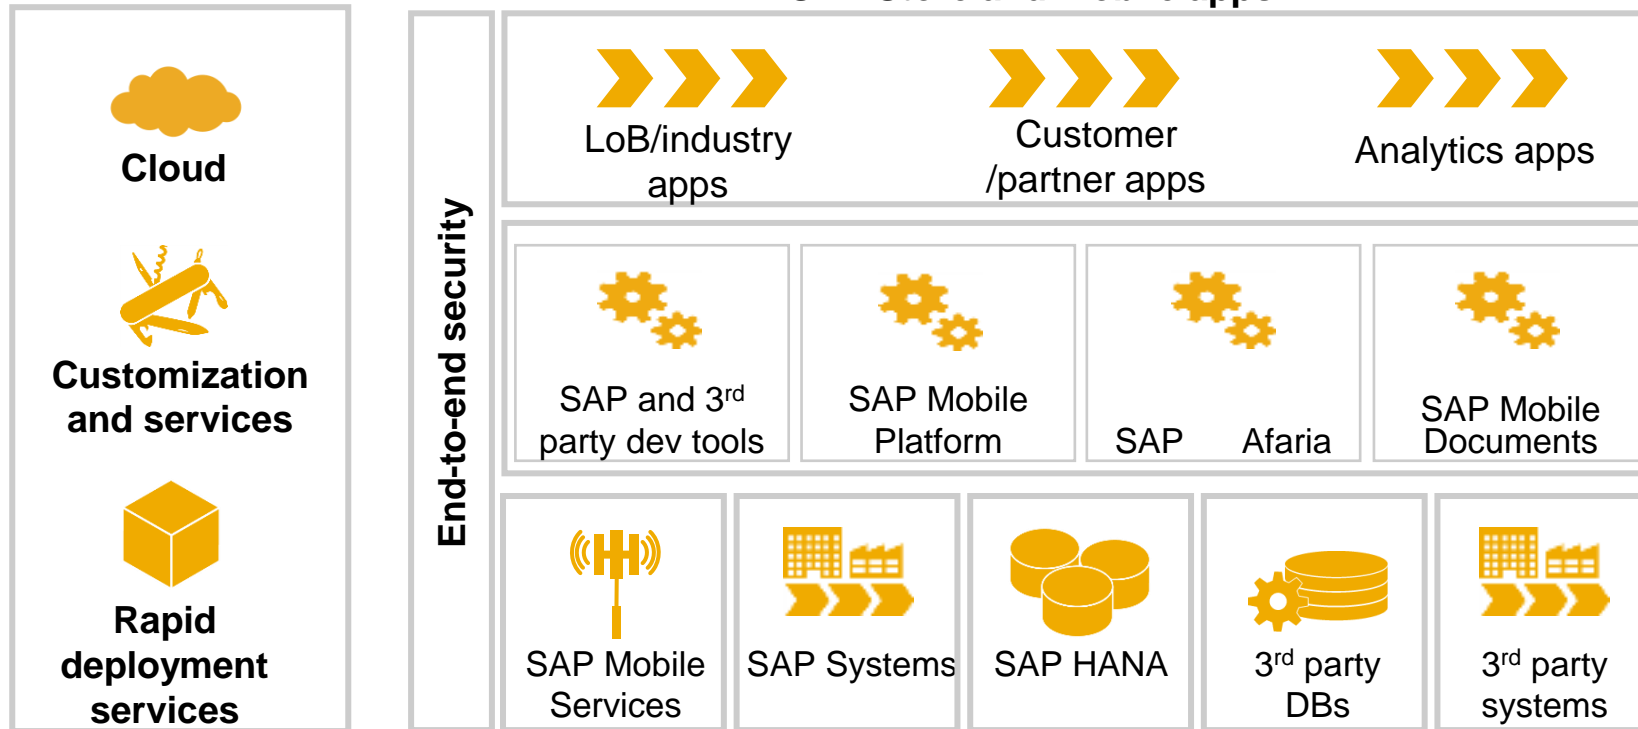 Cloud
Customization
and services
Rapid
deployment
services
End-to-end security
LoB/industry
apps
Customer
/partner apps
Analytics apps
SAP and 3rd
party dev tools
SAP Mobile
Platform
SAP Afaria
SAP Mobile
Documents
SAP Mobile
Services
SAP Systems
SAP HANA
3rd party
DBs
3rd party
systems